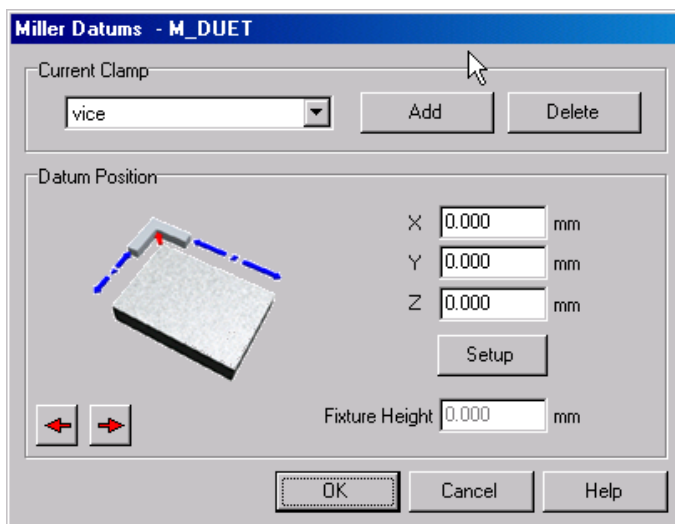 Miller Datums - M_DUET
Current Clamp
vice
Add
Delete
Datum Position
X 0.000 mm
Y 0.000 mm
Z 0.000 mm
Setup
Fixture Height 0.000 mm
OK
Cancel
Help